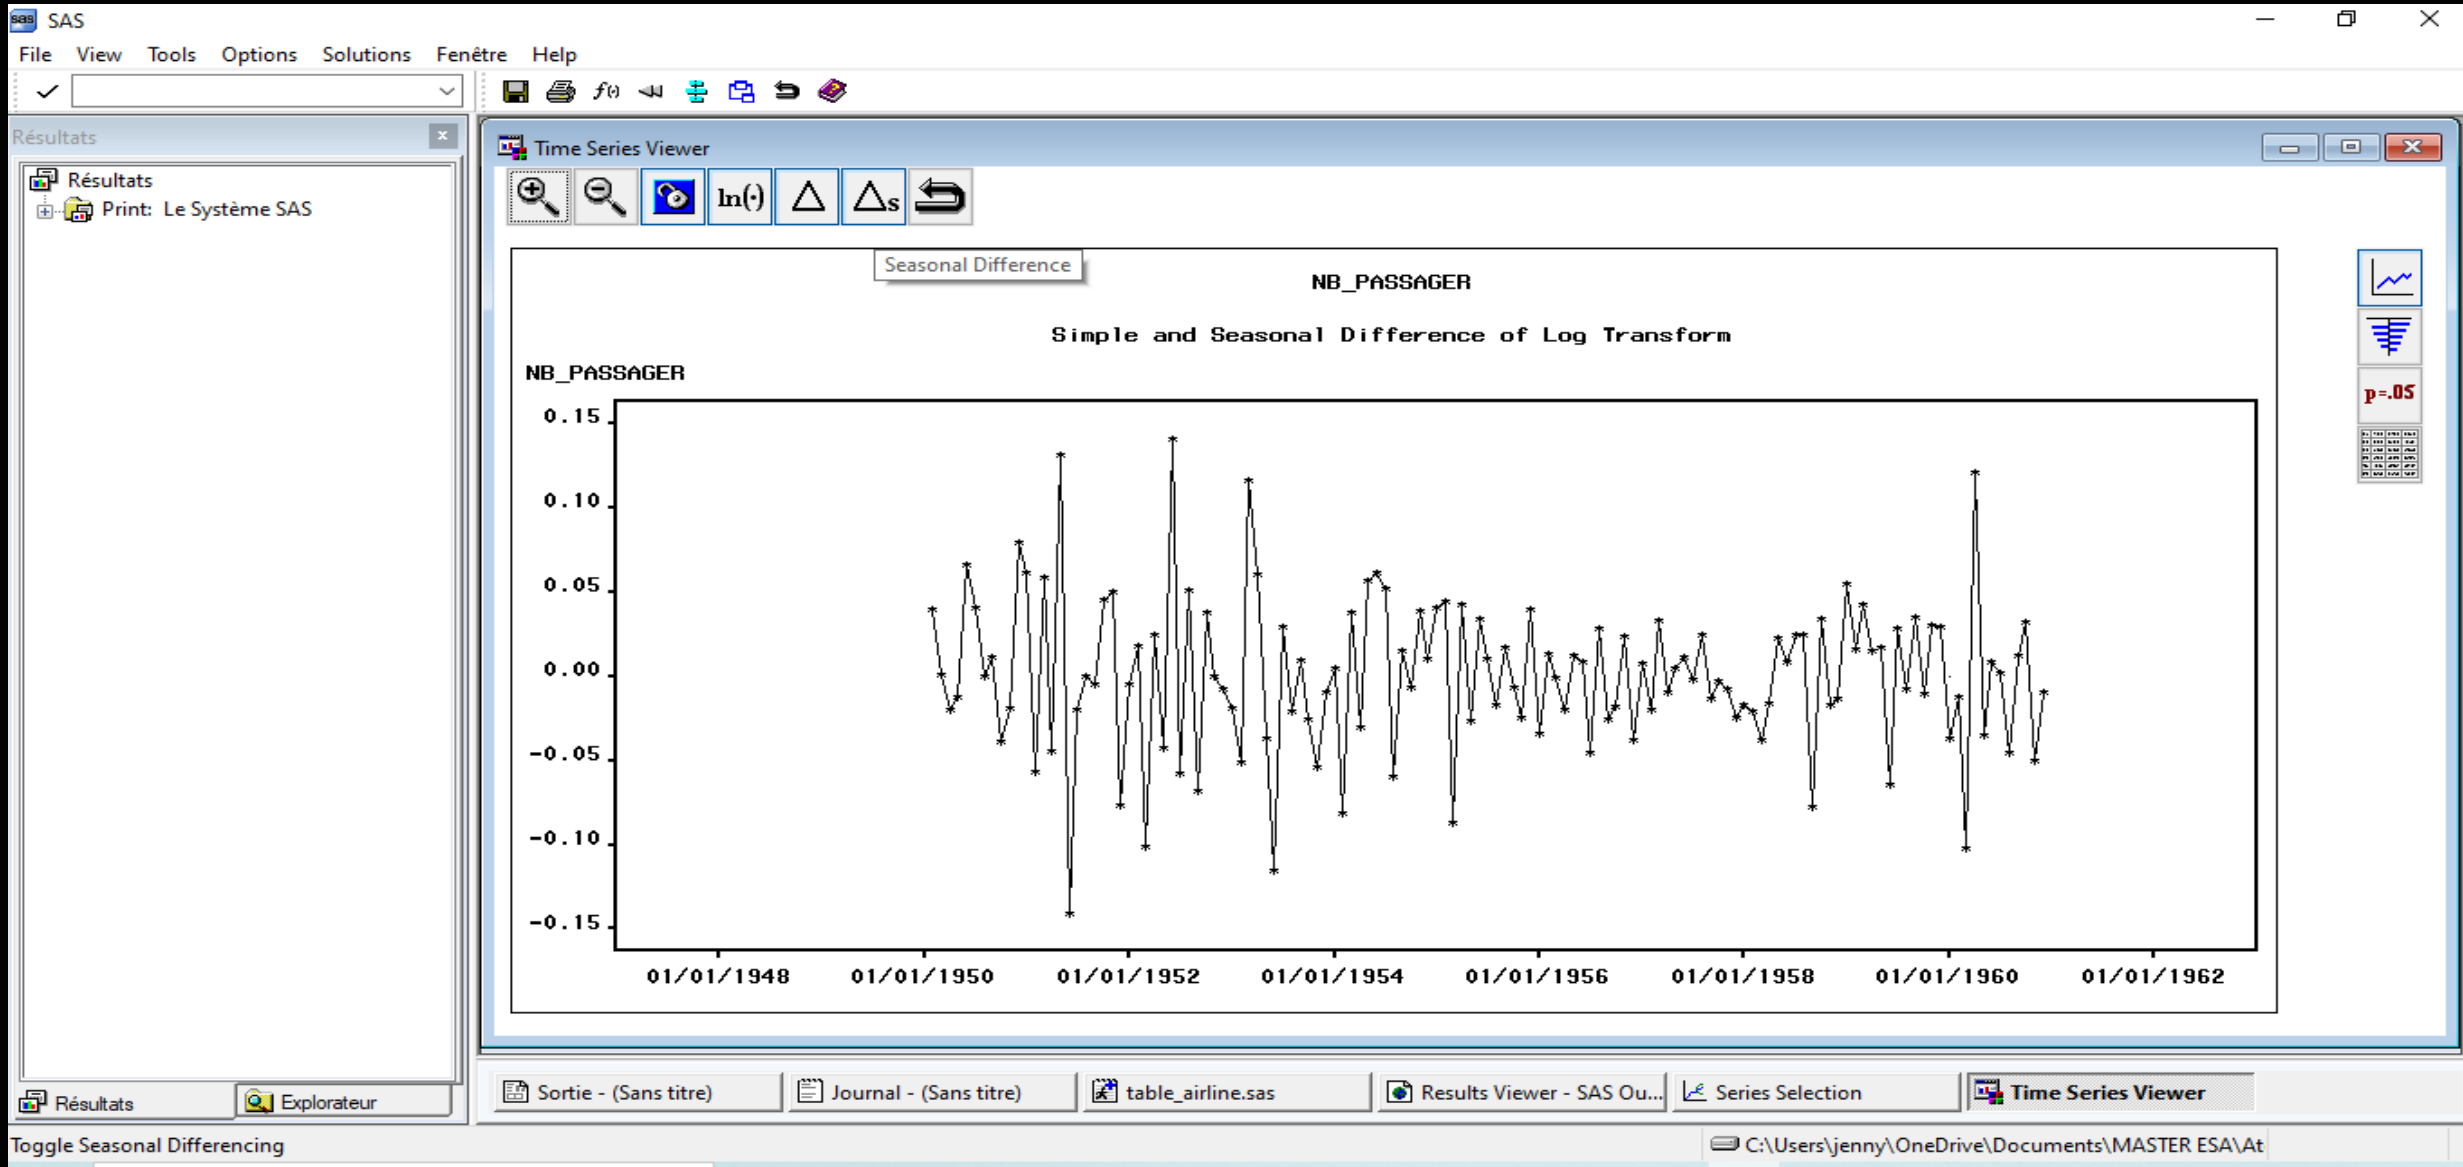 SAS
File View Tools Options Solutions Fenêtre Help
Résultats
Résultats
Print: Le Système SAS
Time Series Viewer
ln(·) Δ Δs
Seasonal Difference
NB_PASSAGER
Simple and Seasonal Difference of Log Transform
NB_PASSAGER
0.15
0.10
0.05
0.00
-0.05
-0.10
-0.15
01/01/1948 01/01/1950 01/01/1952 01/01/1954 01/01/1956 01/01/1958 01/01/1960 01/01/1962
p=.05
Résultats Explorateur
Sortie - (Sans titre) Journal - (Sans titre) table_airline.sas Results Viewer - SAS Ou... Series Selection Time Series Viewer
Toggle Seasonal Differencing C:\Users\jenny\OneDrive\Documents\MASTER ESA\At